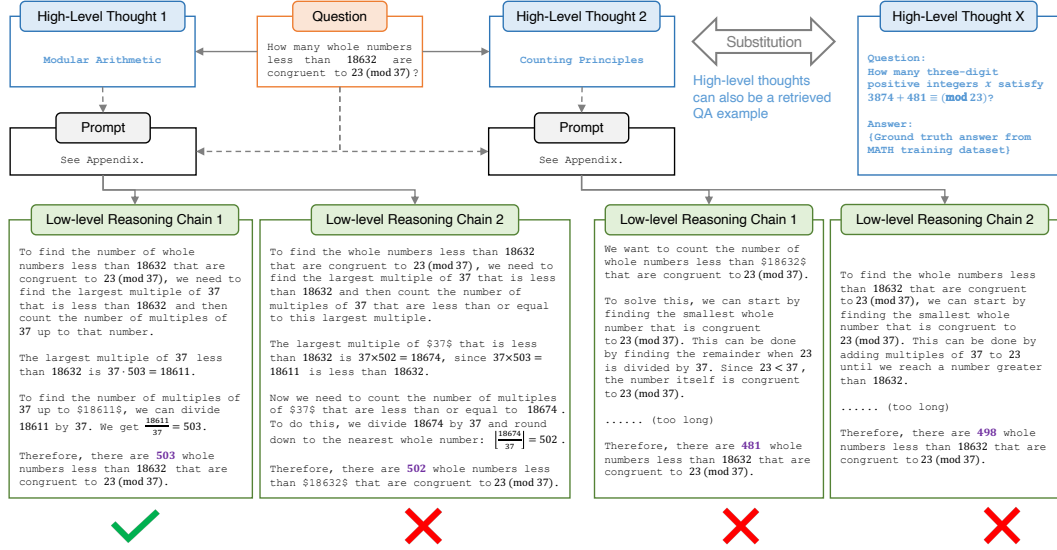 High-Level Thought 1
Modular Arithmetic
Question
How many whole numbers
less than 18632 are
congruent to 23 (mod 37)?
High-Level Thought 2
Counting Principles
Substitution
High-level thoughts
can also be a retrieved
QA example
High-Level Thought X
Question:
How many three-digit
positive integers x satisfy
3874 + 481 ≡ (mod 23)?
Answer:
{Ground truth answer from
MATH training dataset}
Prompt
See Appendix.
Prompt
See Appendix.
Low-level Reasoning Chain 1
To find the number of whole
numbers less than 18632 that are
congruent to 23 (mod 37), we need to
find the largest multiple of 37
that is less than 18632 and then
count the number of multiples of
37 up to that number.
The largest multiple of 37 less
than 18632 is 37 · 503 = 18611.
To find the number of multiples of
37 up to $18611$, we can divide
18611 by 37. We get 18611/37 = 503.
Therefore, there are 503 whole
numbers less than 18632 that are
congruent to 23 (mod 37).
Low-level Reasoning Chain 2
To find the whole numbers less than 18632
that are congruent to 23 (mod 37), we need to
find the largest multiple of 37 that is less
than 18632 and then count the number of
multiples of 37 that are less than or equal
to this largest multiple.
The largest multiple of $37$ that is less
than 18632 is 37×502 = 18674, since 37×503 =
18611 is less than 18632.
Now we need to count the number of multiples
of $37$ that are less than or equal to 18674.
To do this, we divide 18674 by 37 and round
down to the nearest whole number: ⌊18674/37⌋ = 502.
Therefore, there are 502 whole numbers less
than $18632$ that are congruent to 23 (mod 37).
Low-level Reasoning Chain 1
We want to count the number of
whole numbers less than $18632$
that are congruent to 23 (mod 37).
To solve this, we can start by
finding the smallest whole
number that is congruent
to 23 (mod 37). This can be done
by finding the remainder when 23
is divided by 37. Since 23 < 37,
the number itself is congruent
to 23 (mod 37).
...... (too long)
Therefore, there are 481 whole
numbers less than 18632 that are
congruent to 23 (mod 37).
Low-level Reasoning Chain 2
To find the whole numbers less
than 18632 that are congruent
to 23 (mod 37), we can start by
finding the smallest whole
number that is congruent to
23 (mod 37). This can be done by
adding multiples of 37 to 23
until we reach a number greater
than 18632.
...... (too long)
Therefore, there are 498 whole
numbers less than 18632 that are
congruent to 23 (mod 37).